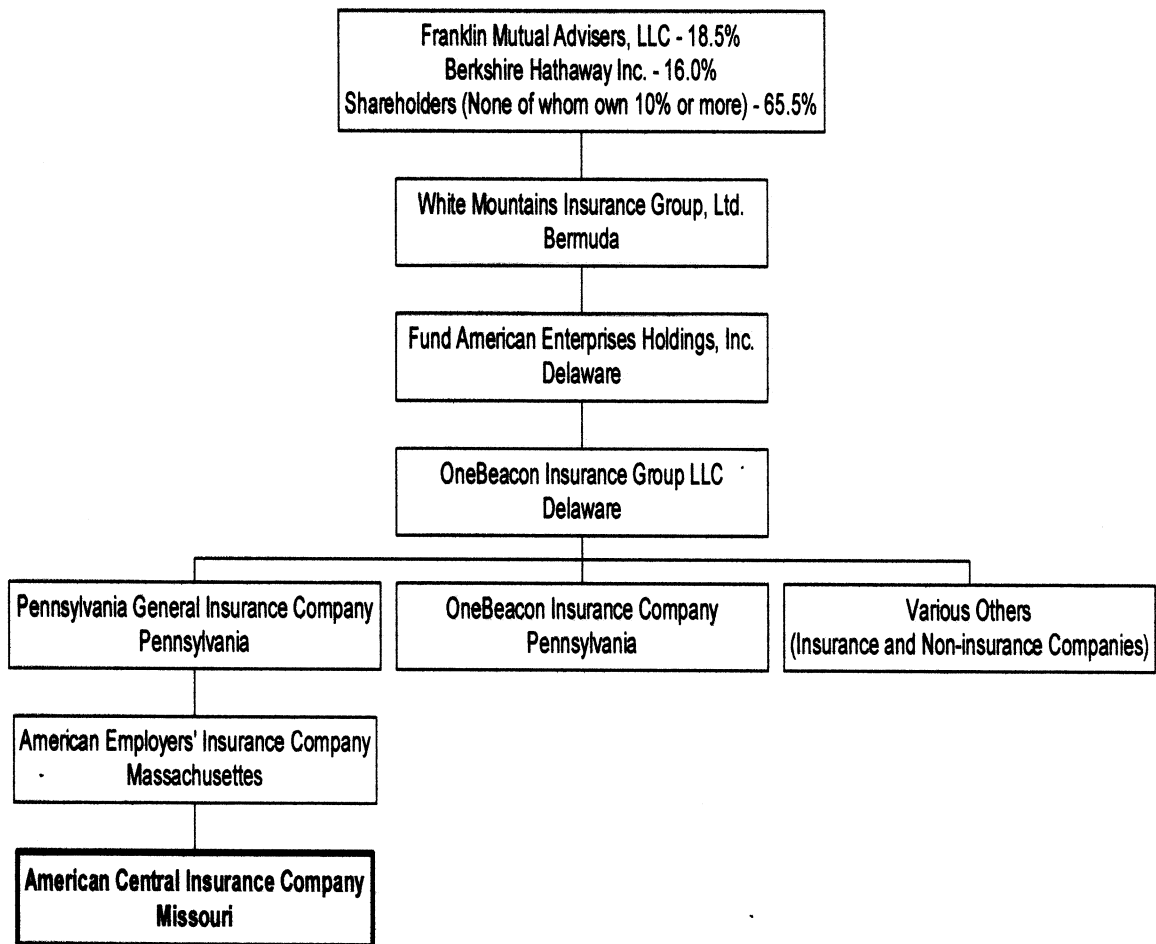 Franklin Mutual Advisers, LLC - 18.5%
Berkshire Hathaway Inc. - 16.0%
Shareholders (None of whom own 10% or more) - 65.5%
White Mountains Insurance Group, Ltd.
Bermuda
Fund American Enterprises Holdings, Inc.
Delaware
OneBeacon Insurance Group LLC
Delaware
Pennsylvania General Insurance Company
Pennsylvania
OneBeacon Insurance Company
Pennsylvania
Various Others
(Insurance and Non-insurance Companies)
American Employers' Insurance Company
Massachusettes
American Central Insurance Company
Missouri